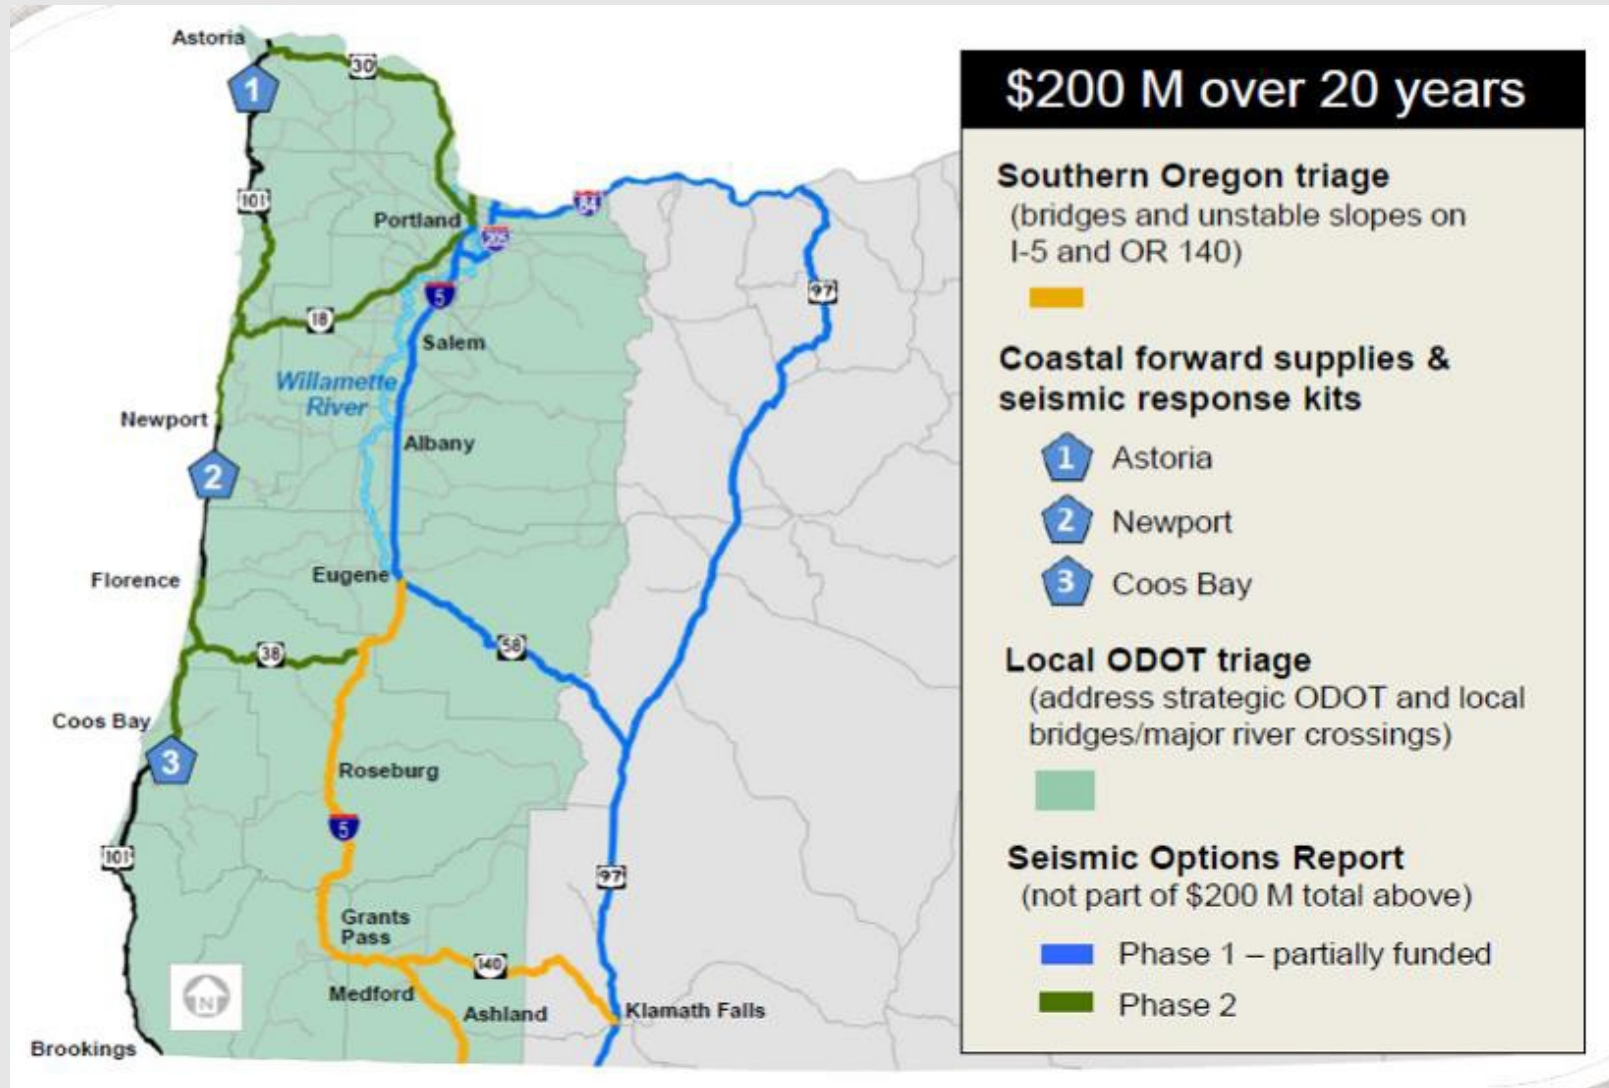 Astoria
1
30
101
Portland
84
205
5
97
18
Salem
Willamette
River
Newport
Albany
2
Florence
Eugene
58
38
Coos Bay
3
Roseburg
5
101
97
Grants
Pass
140
N
Medford
Ashland
Klamath Falls
Brookings
$200 M over 20 years
Southern Oregon triage
(bridges and unstable slopes on
I-5 and OR 140)
Coastal forward supplies &
seismic response kits
1 Astoria
2 Newport
3 Coos Bay
Local ODOT triage
(address strategic ODOT and local
bridges/major river crossings)
Seismic Options Report
(not part of $200 M total above)
Phase 1 – partially funded
Phase 2